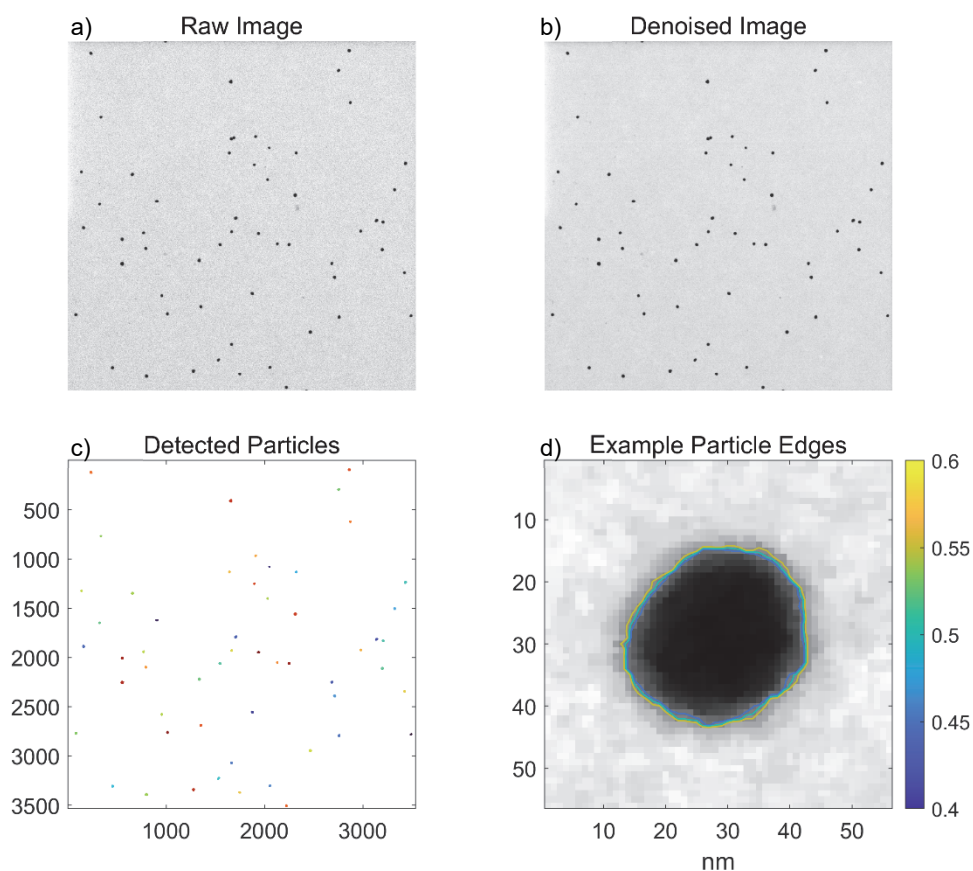 a) Raw Image
b) Denoised Image
c) Detected Particles
500
1000
1500
2000
2500
3000
3500
1000 2000 3000
d) Example Particle Edges
10
20
30
40
50
10 20 30 40 50
nm
0.6
0.55
0.5
0.45
0.4